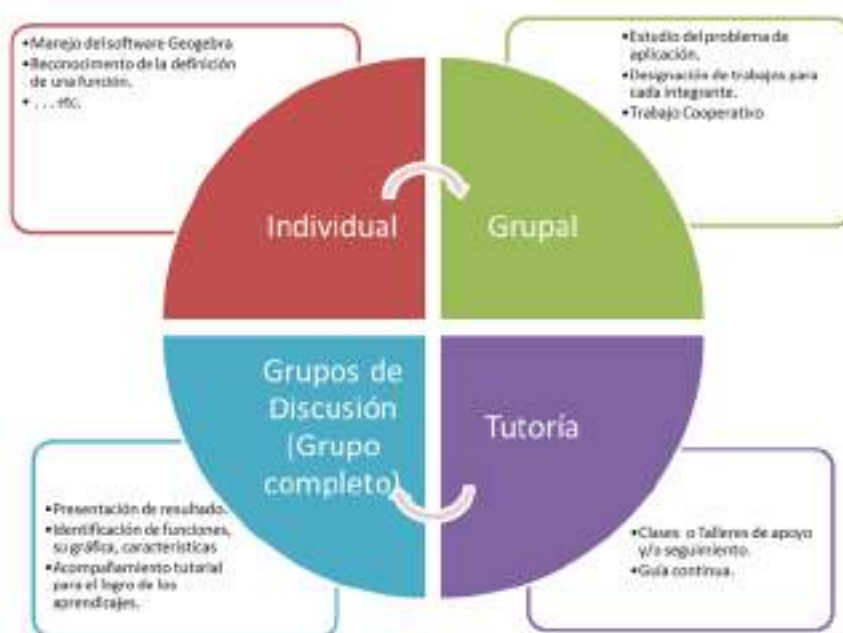 •Manejo del software Geogebra
•Reconocimiento de la definición
de una función.
• . . . etc.
•Estudio del problema de
aplicación.
•Designación de trabajos para
cada integrante.
•Trabajo Cooperativo
Individual
Grupal
Grupos de
Discusión
(Grupo
completo)
Tutoría
•Presentación de resultado.
•Identificación de funciones,
su gráfica, características
•Acompañamiento tutorial
para el logro de los
aprendizajes.
•Clases o Talleres de apoyo
y/o seguimiento.
•Guía continua.